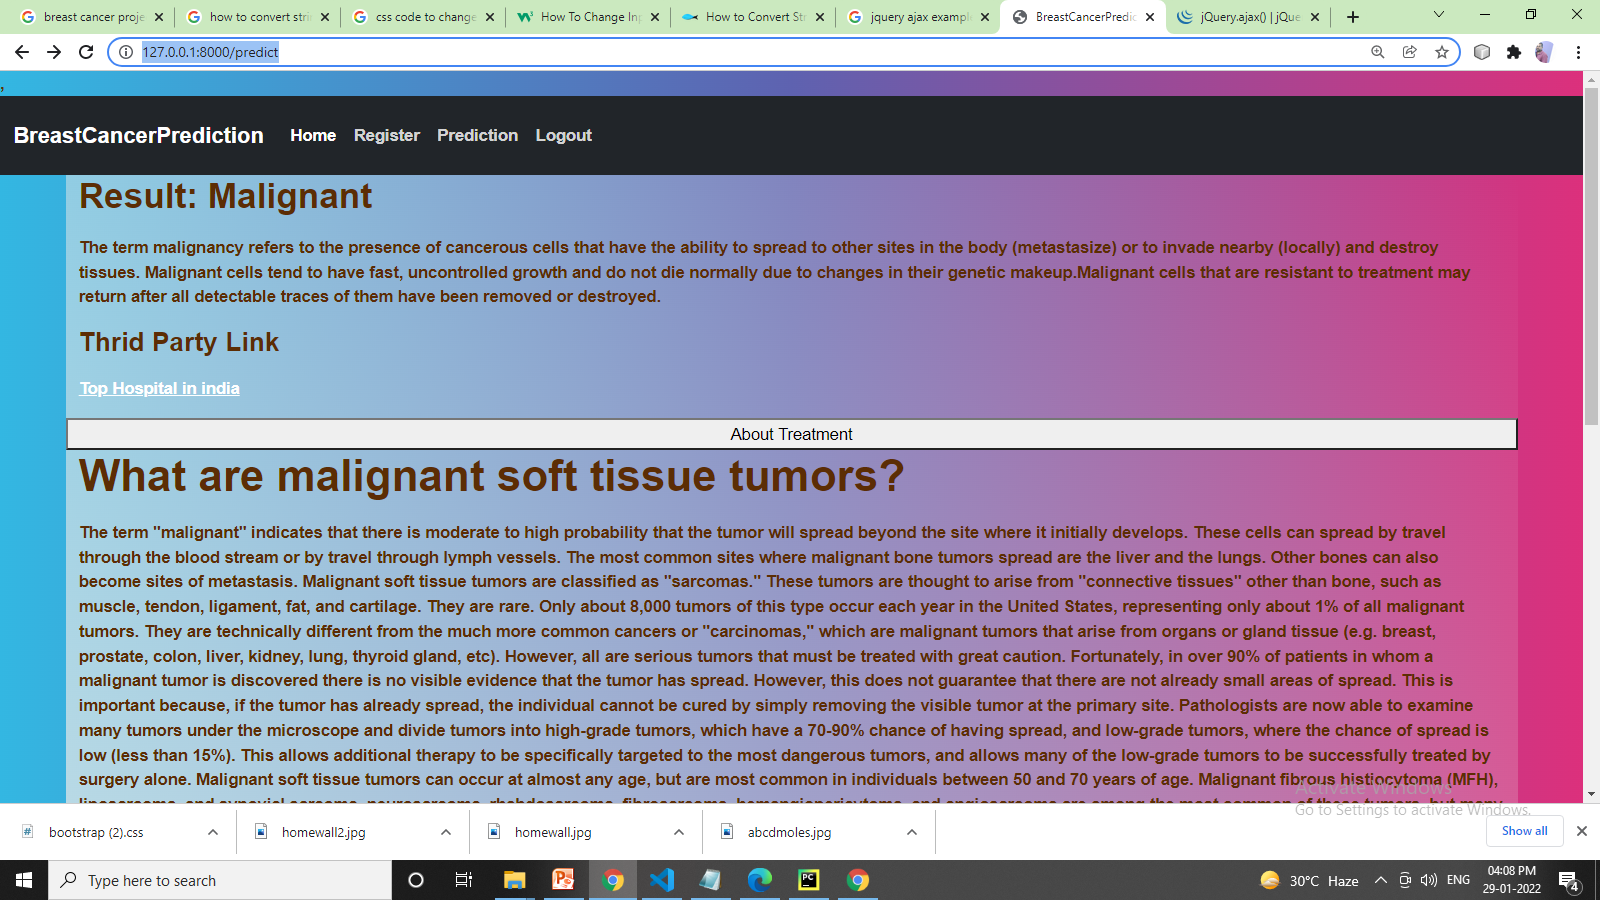 breast cancer proje
how to convert stri
css code to change
How To Change Inp
How to Convert Str
jquery ajax example
BreastCancerPredic
jQuery.ajax() | jQue
127.0.0.1:8000/predict
,
BreastCancerPrediction Home Register Prediction Logout
Result: Malignant
The term malignancy refers to the presence of cancerous cells that have the ability to spread to other sites in the body (metastasize) or to invade nearby (locally) and destroy
tissues. Malignant cells tend to have fast, uncontrolled growth and do not die normally due to changes in their genetic makeup.Malignant cells that are resistant to treatment may
return after all detectable traces of them have been removed or destroyed.
Thrid Party Link
Top Hospital in india
About Treatment
What are malignant soft tissue tumors?
The term "malignant" indicates that there is moderate to high probability that the tumor will spread beyond the site where it initially develops. These cells can spread by travel
through the blood stream or by travel through lymph vessels. The most common sites where malignant bone tumors spread are the liver and the lungs. Other bones can also
become sites of metastasis. Malignant soft tissue tumors are classified as "sarcomas." These tumors are thought to arise from "connective tissues" other than bone, such as
muscle, tendon, ligament, fat, and cartilage. They are rare. Only about 8,000 tumors of this type occur each year in the United States, representing only about 1% of all malignant
tumors. They are technically different from the much more common cancers or "carcinomas," which are malignant tumors that arise from organs or gland tissue (e.g. breast,
prostate, colon, liver, kidney, lung, thyroid gland, etc). However, all are serious tumors that must be treated with great caution. Fortunately, in over 90% of patients in whom a
malignant tumor is discovered there is no visible evidence that the tumor has spread. However, this does not guarantee that there are not already small areas of spread. This is
important because, if the tumor has already spread, the individual cannot be cured by simply removing the visible tumor at the primary site. Pathologists are now able to examine
many tumors under the microscope and divide tumors into high-grade tumors, which have a 70-90% chance of having spread, and low-grade tumors, where the chance of spread is
low (less than 15%). This allows additional therapy to be specifically targeted to the most dangerous tumors, and allows many of the low-grade tumors to be successfully treated by
surgery alone. Malignant soft tissue tumors can occur at almost any age, but are most common in individuals between 50 and 70 years of age. Malignant fibrous histiocytoma (MFH),
liposarcoma, and synovial sarcoma, neurosarcoma, rhabdosarcoma, fibrosarcoma, hemangiopericytoma, and angiosarcoma are among the most common of these tumors, but many
Activate Windows
Go to Settings to activate Windows.
bootstrap (2).css
homewall2.jpg
homewall.jpg
abcdmoles.jpg
Show all
Type here to search
30°C Haze
ENG
04:08 PM
29-01-2022
4